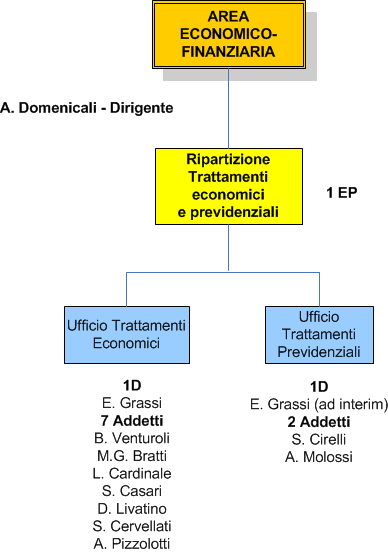 AREA
ECONOMICO-
FINANZIARIA
A. Domenicali - Dirigente
Ripartizione
Trattamenti
economici
e previdenziali
1 EP
Ufficio Trattamenti
Economici
1D
E. Grassi
7 Addetti
B. Venturoli
M.G. Bratti
L. Cardinale
S. Casari
D. Livatino
S. Cervellati
A. Pizzolotti
Ufficio
Trattamenti
Previdenziali
1D
E. Grassi (ad interim)
2 Addetti
S. Cirelli
A. Molossi